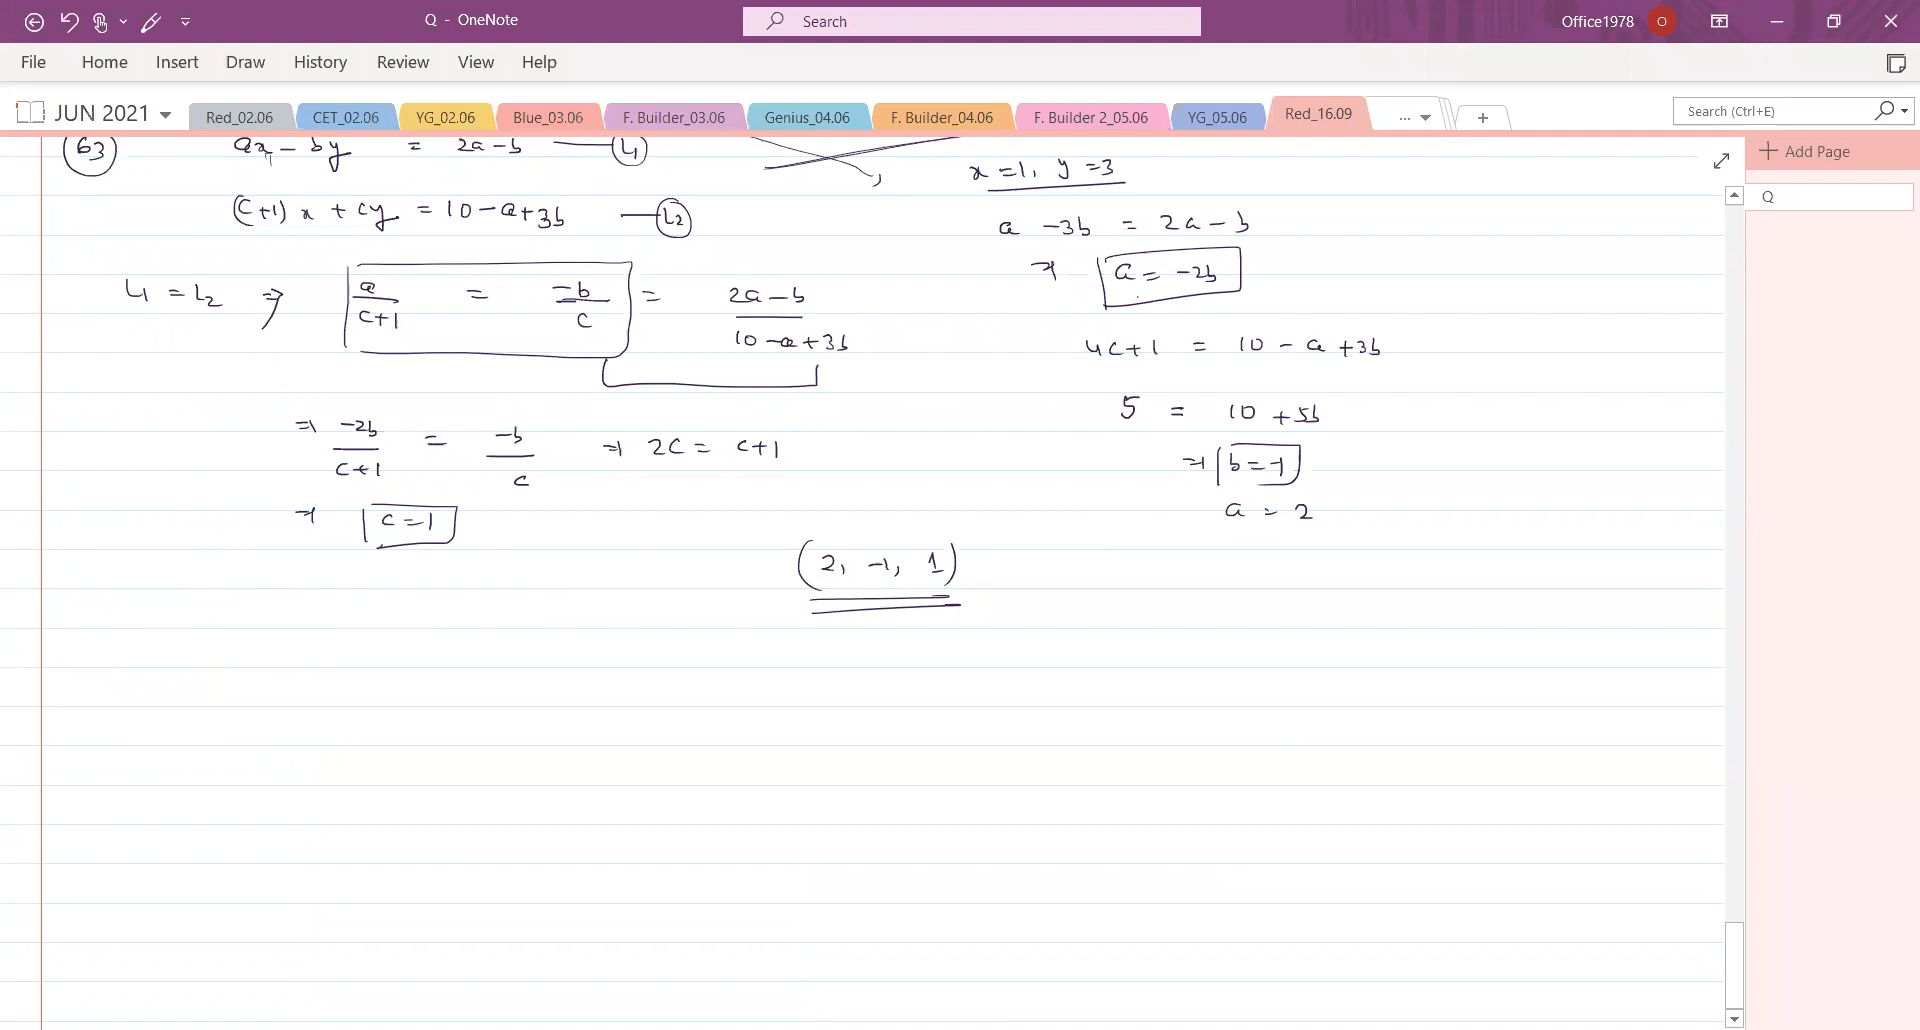 Q - OneNote
Search
Office1978
O
File Home Insert Draw History Review View Help
JUN 2021
Red_02.06 CET_02.06 YG_02.06 Blue_03.06 F. Builder_03.06 Genius_04.06 F. Builder_04.06 F. Builder 2_05.06 YG_05.06 Red_16.09 ... +
Search (Ctrl+E)
Add Page
Q
63 ax - by = 2a - b — L1
(c+1) x + cy = 10 - a + 3b — L2
L1 = L2 ⇒ a/(c+1) = -b/c = (2a - b)/(10 - a + 3b)
⇒ -2b/(c+1) = -b/c ⇒ 2c = c+1
⇒ c = 1
x = 1, y = 3
a - 3b = 2a - b
⇒ a = -2b
4c + 1 = 10 - a + 3b
5 = 10 + 5b
⇒ b = -1
a = 2
(2, -1, 1)